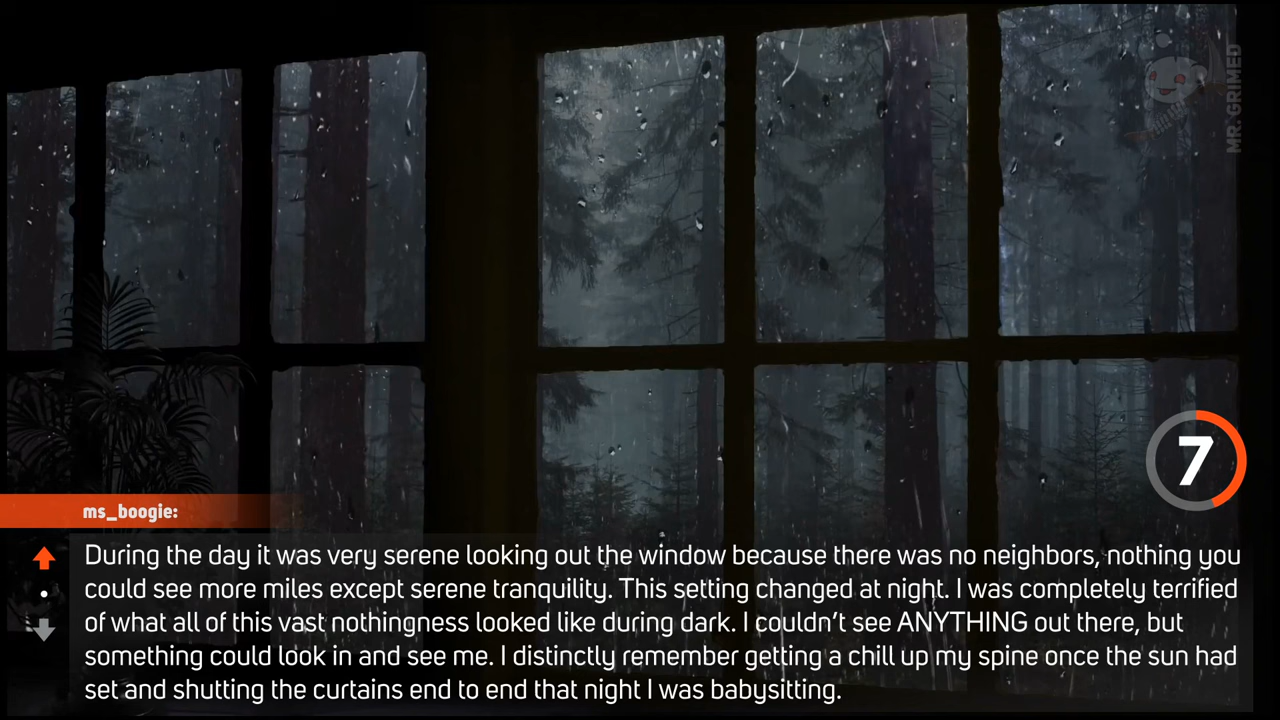 MR. GRIMED
7
ms_boogie:
During the day it was very serene looking out the window because there was no neighbors, nothing you
could see more miles except serene tranquility. This setting changed at night. I was completely terrified
of what all of this vast nothingness looked like during dark. I couldn't see ANYTHING out there, but
something could look in and see me. I distinctly remember getting a chill up my spine once the sun had
set and shutting the curtains end to end that night I was babysitting.